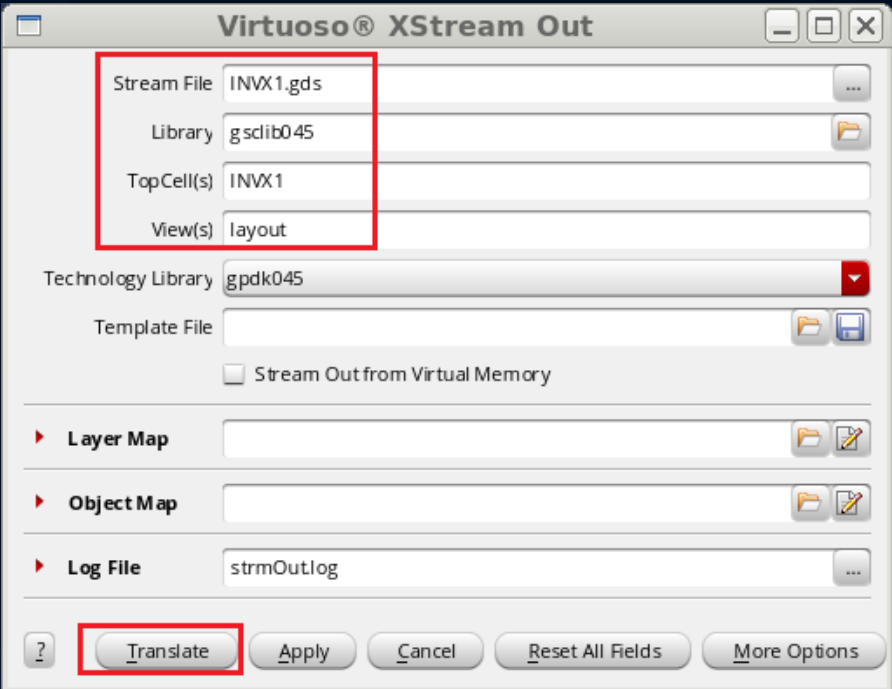 Virtuoso® XStream Out
Stream File INVX1.gds ...
Library gsclib045
TopCell(s) INVX1
View(s) layout
Technology Library gpdk045
Template File
Stream Out from Virtual Memory
Layer Map
Object Map
Log File strmOut.log ...
? Translate Apply Cancel Reset All Fields More Options